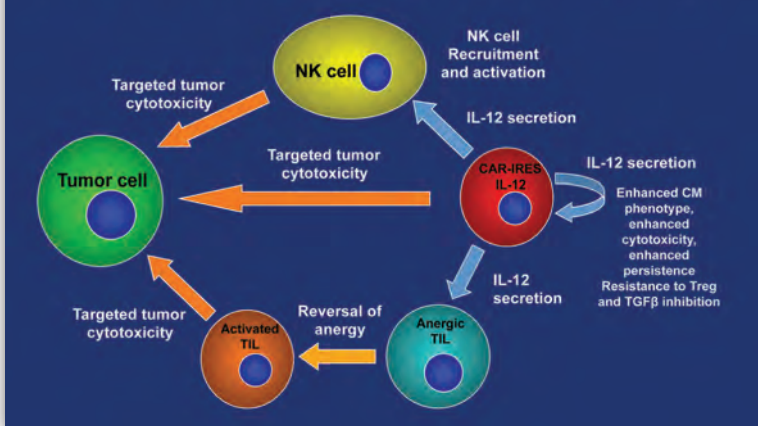 NK cell
Recruitment
and activation
NK cell
Targeted tumor
cytotoxicity
IL-12 secretion
Targeted tumor
cytotoxicity
Tumor cell
CAR-IRES
IL-12
IL-12 secretion
Enhanced CM
phenotype,
enhanced
cytotoxicity,
enhanced
persistence
Resistance to Treg
and TGFβ inhibition
IL-12
secretion
Targeted tumor
cytotoxicity
Reversal of
anergy
Activated
TIL
Anergic
TIL